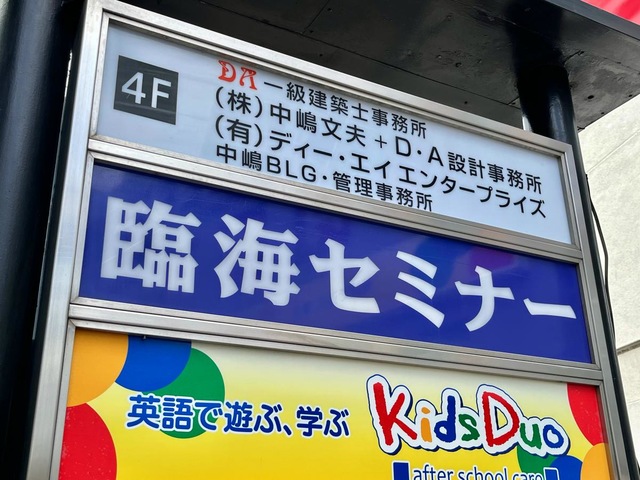 4F
DA 一級建築士事務所
(株)中嶋文夫+D・A設計事務所
(有)ディー・エイエンタープライズ
中嶋BLG・管理事務所
臨海セミナー
英語で遊ぶ、学ぶ
KidsDuo
after school care